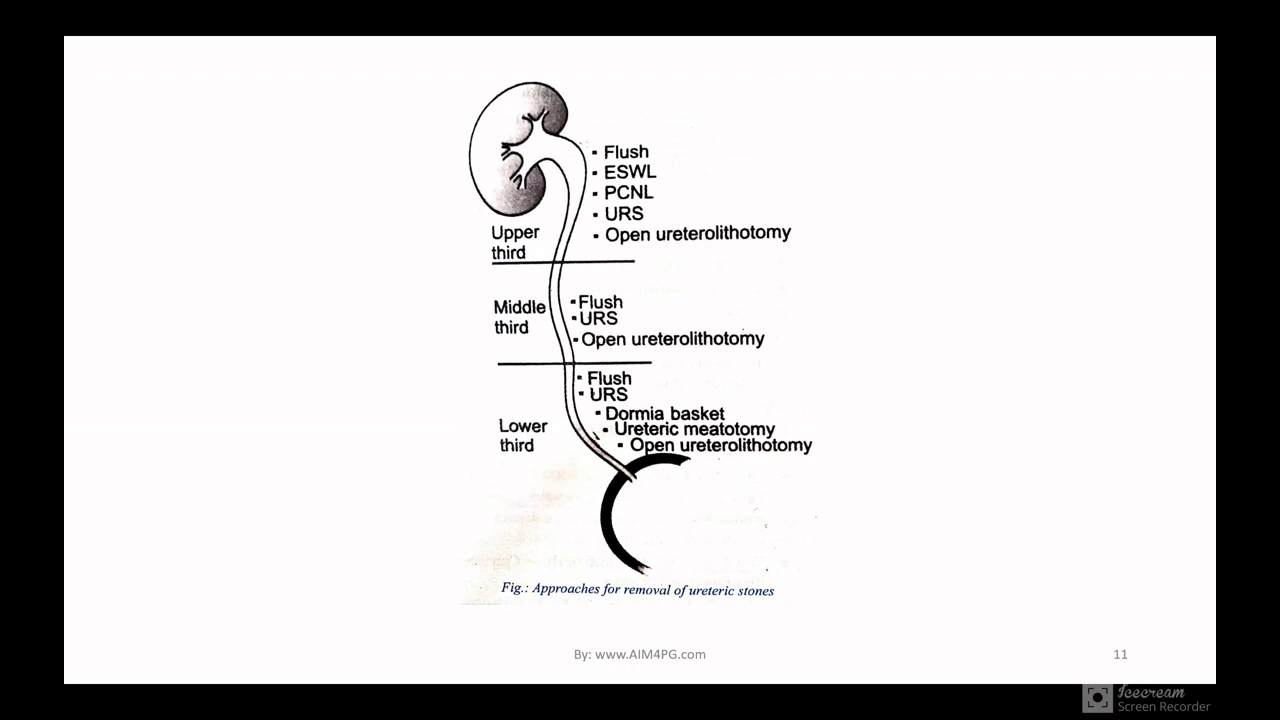 ▪ Flush
▪ ESWL
▪ PCNL
▪ URS
▪ Open ureterolithotomy
Upper
third
▪ Flush
▪ URS
▪ Open ureterolithotomy
Middle
third
▪ Flush
▪ URS
▪ Dormia basket
▪ Ureteric meatotomy
▪ Open ureterolithotomy
Lower
third
Fig.: Approaches for removal of ureteric stones
By: www.AIM4PG.com
11
Icecream
Screen Recorder